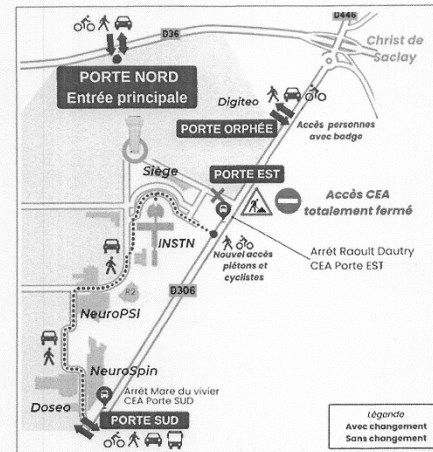 D446
D36
Christ de
Saclay
PORTE NORD
Entrée principale
Digiteo
PORTE ORPHÉE
Accès personnes
avec badge
Siège
PORTE EST
Accès CEA
totalement fermé
INSTN
Nouvel accès
piétons et
cyclistes
Arrêt Raoult Dautry
CEA Porte EST
D306
R2
NeuroPSI
NeuroSpin
Arrêt Mare du vivier
CEA Porte SUD
Doseo
PORTE SUD
Légende
Avec changement
Sans changement